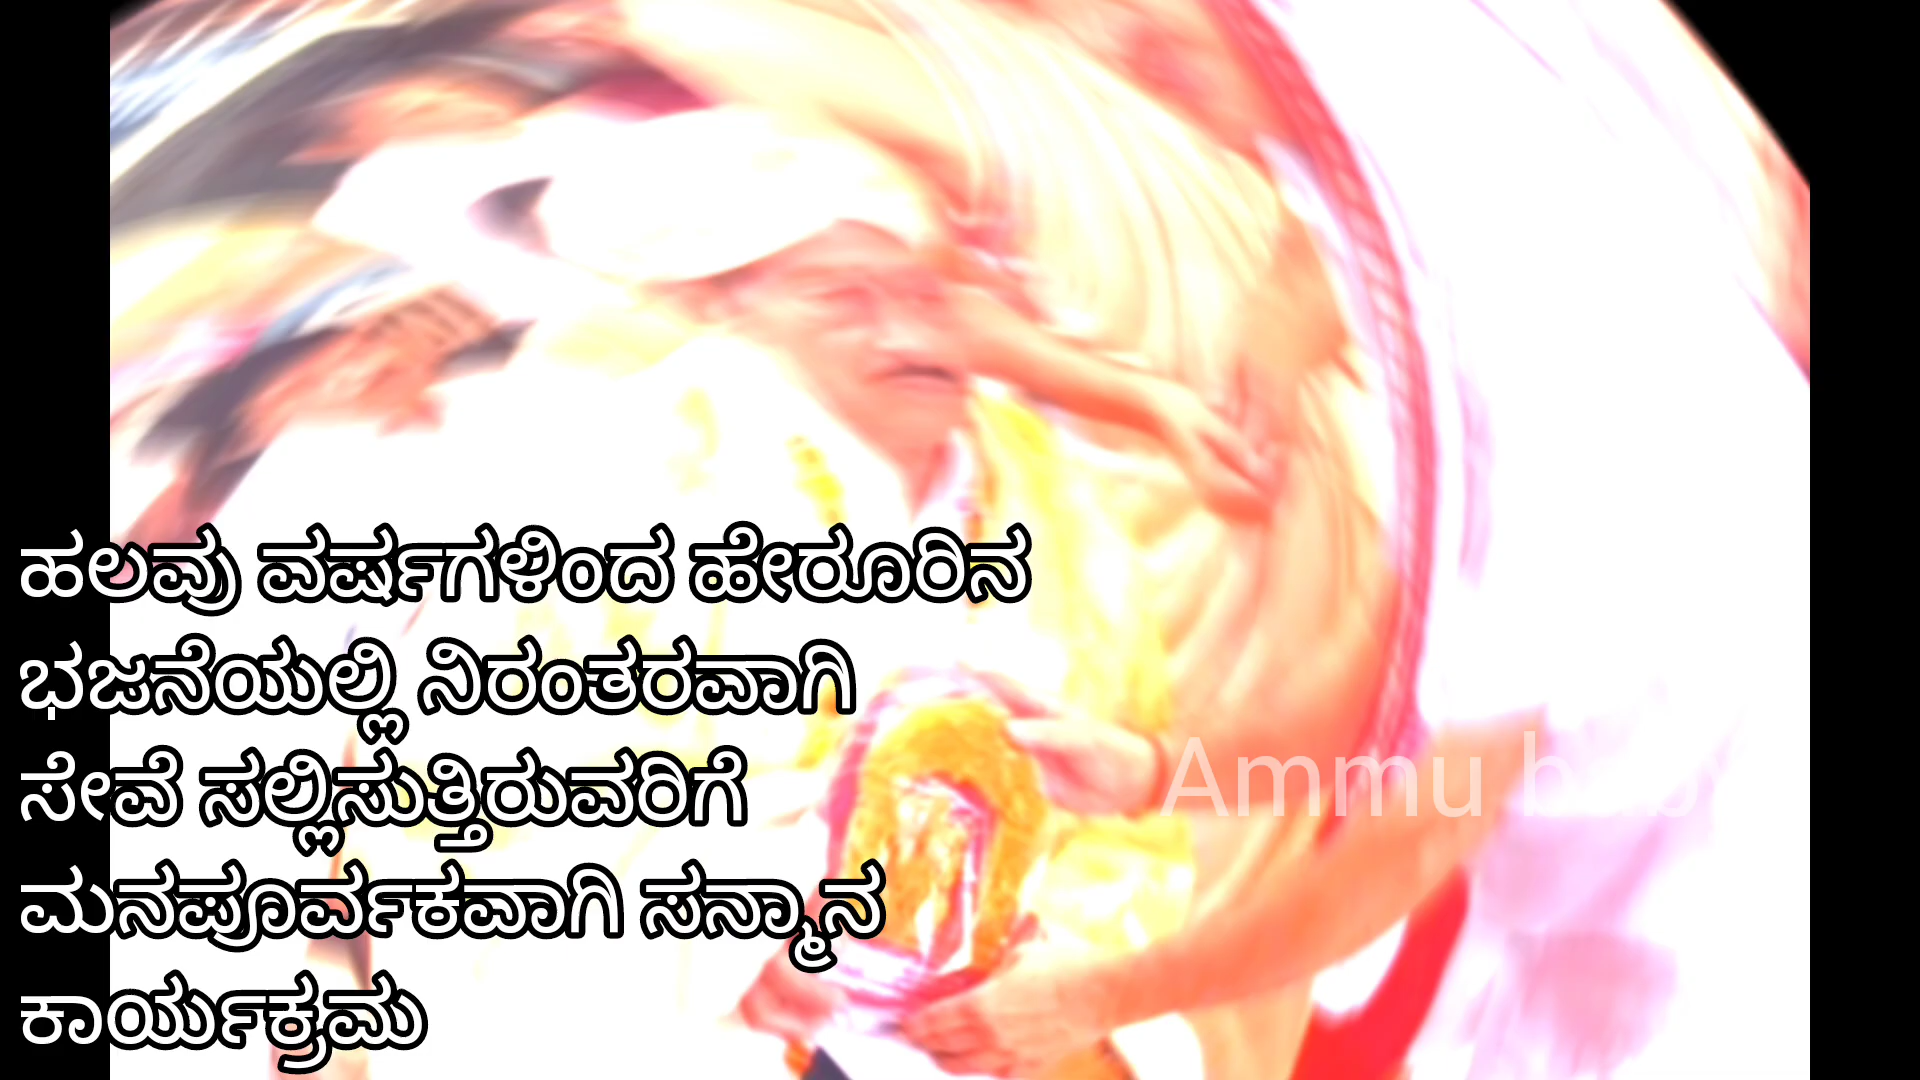 ಹಲವು ವರ್ಷಗಳಿಂದ ಹೇರೂರಿನ
ಭಜನೆಯಲ್ಲಿ ನಿರಂತರವಾಗಿ
ಸೇವೆ ಸಲ್ಲಿಸುತ್ತಿರುವರಿಗೆ
ಮನಪೂರ್ವಕವಾಗಿ ಸನ್ಮಾನ
ಕಾರ್ಯಕ್ರಮ
Ammu